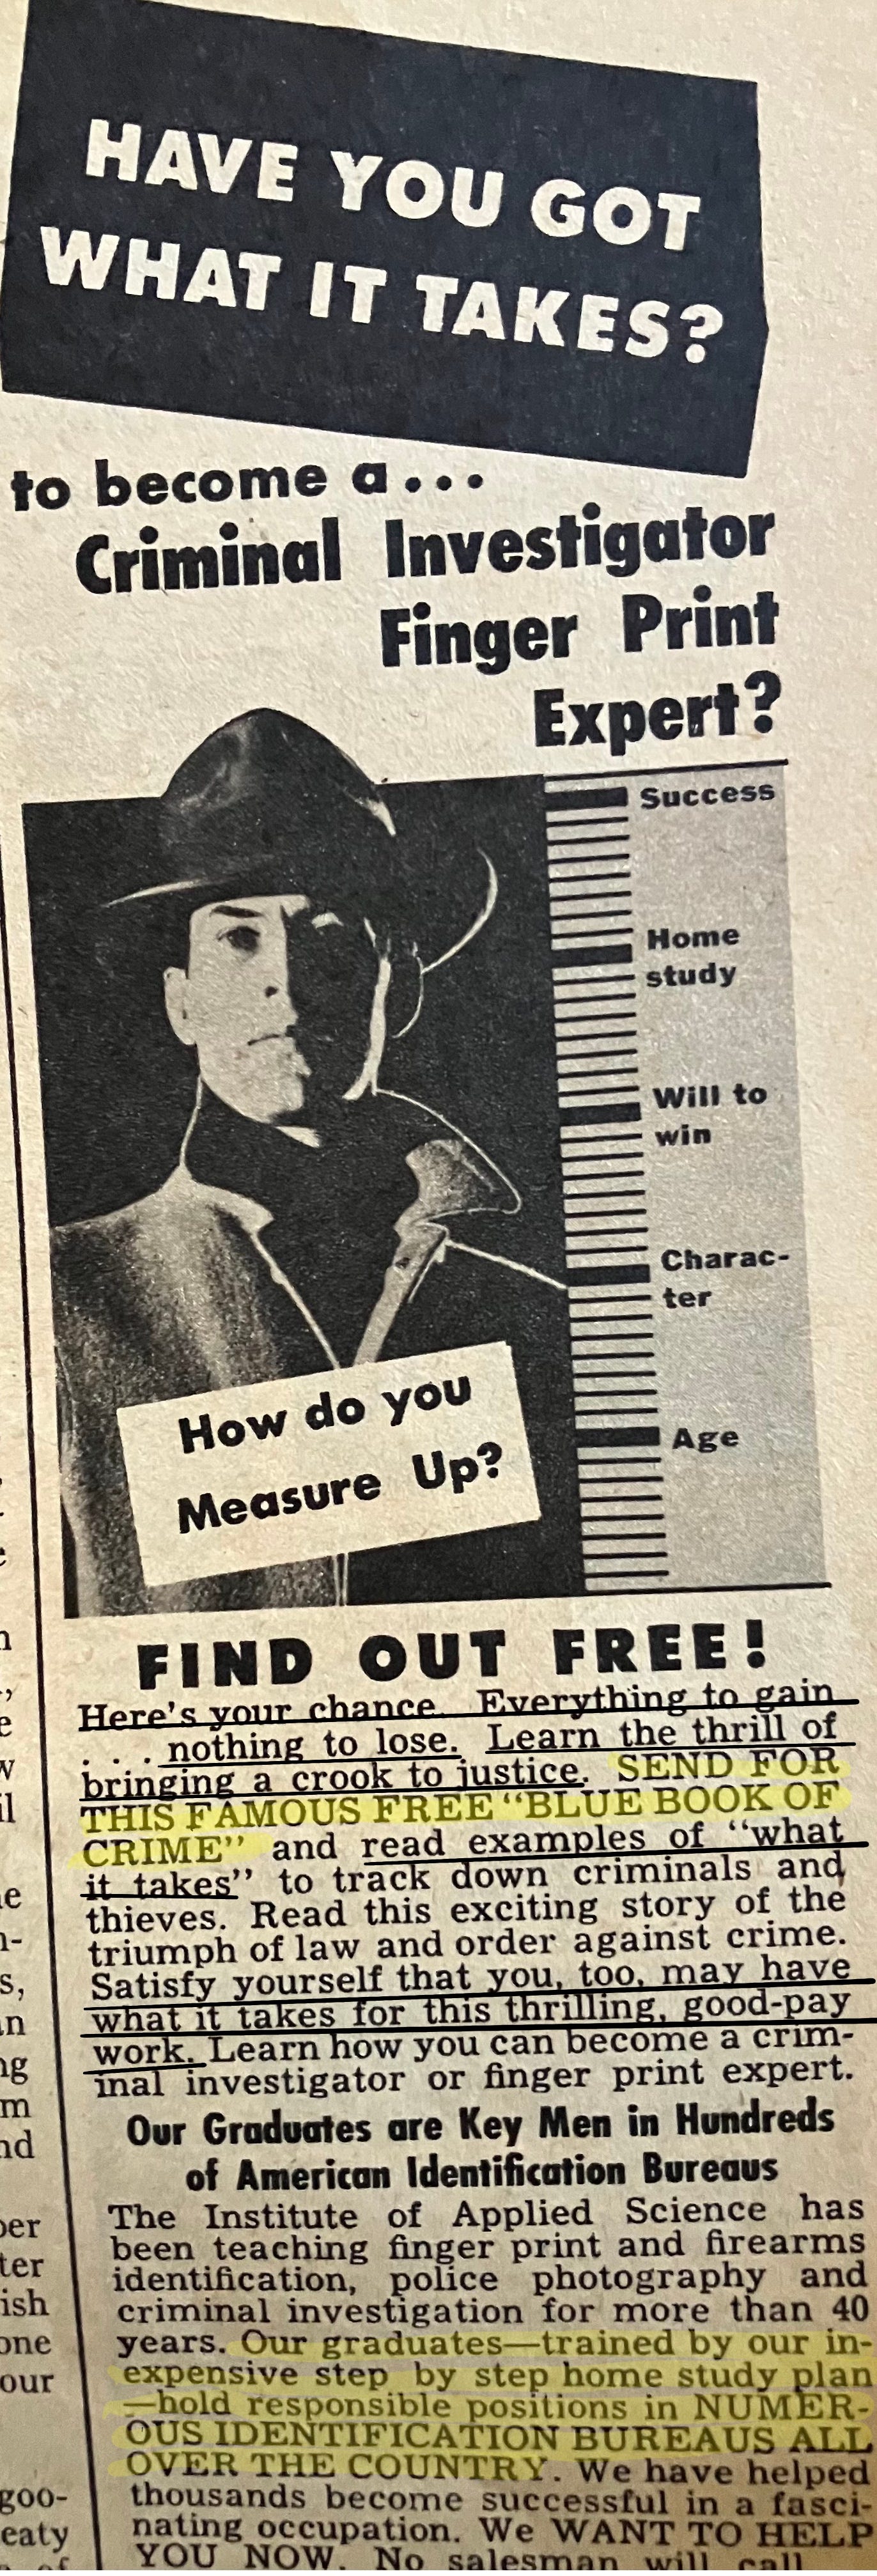 HAVE YOU GOT
WHAT IT TAKES?
to become a...
Criminal Investigator
Finger Print
Expert?
Success
Home
study
Will to
win
Charac-
ter
Age
How do you
Measure Up?
FIND OUT FREE!
Here's your chance. Everything to gain
. . . nothing to lose. Learn the thrill of
bringing a crook to justice. SEND FOR
THIS FAMOUS FREE "BLUE BOOK OF
CRIME" and read examples of "what
it takes" to track down criminals and
thieves. Read this exciting story of the
triumph of law and order against crime.
Satisfy yourself that you, too, may have
what it takes for this thrilling, good-pay
work. Learn how you can become a crim-
inal investigator or finger print expert.
Our Graduates are Key Men in Hundreds
of American Identification Bureaus
The Institute of Applied Science has
been teaching finger print and firearms
identification, police photography and
criminal investigation for more than 40
years. Our graduates—trained by our in-
expensive step by step home study plan
—hold responsible positions in NUMER-
OUS IDENTIFICATION BUREAUS ALL
OVER THE COUNTRY. We have helped
thousands become successful in a fasci-
nating occupation. We WANT TO HELP
YOU NOW. No salesman will call